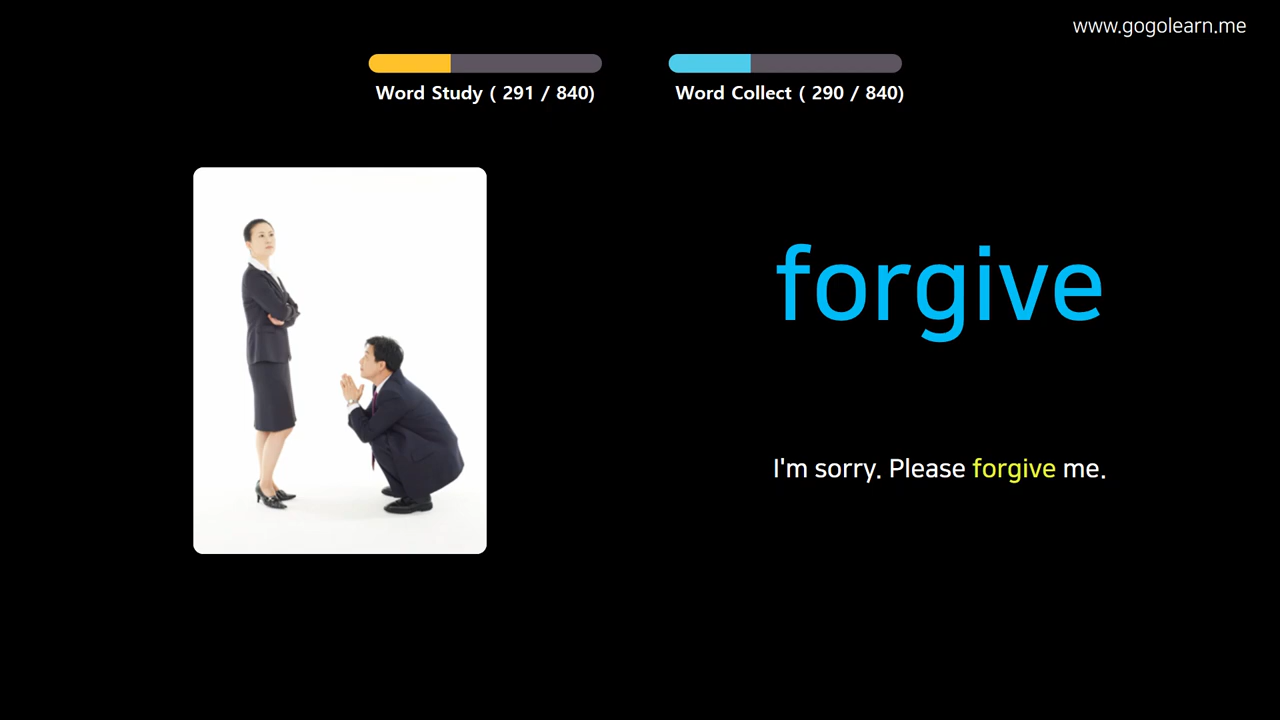 www.gogolearn.me
Word Study ( 291 / 840)
Word Collect ( 290 / 840)
forgive
I'm sorry. Please forgive me.